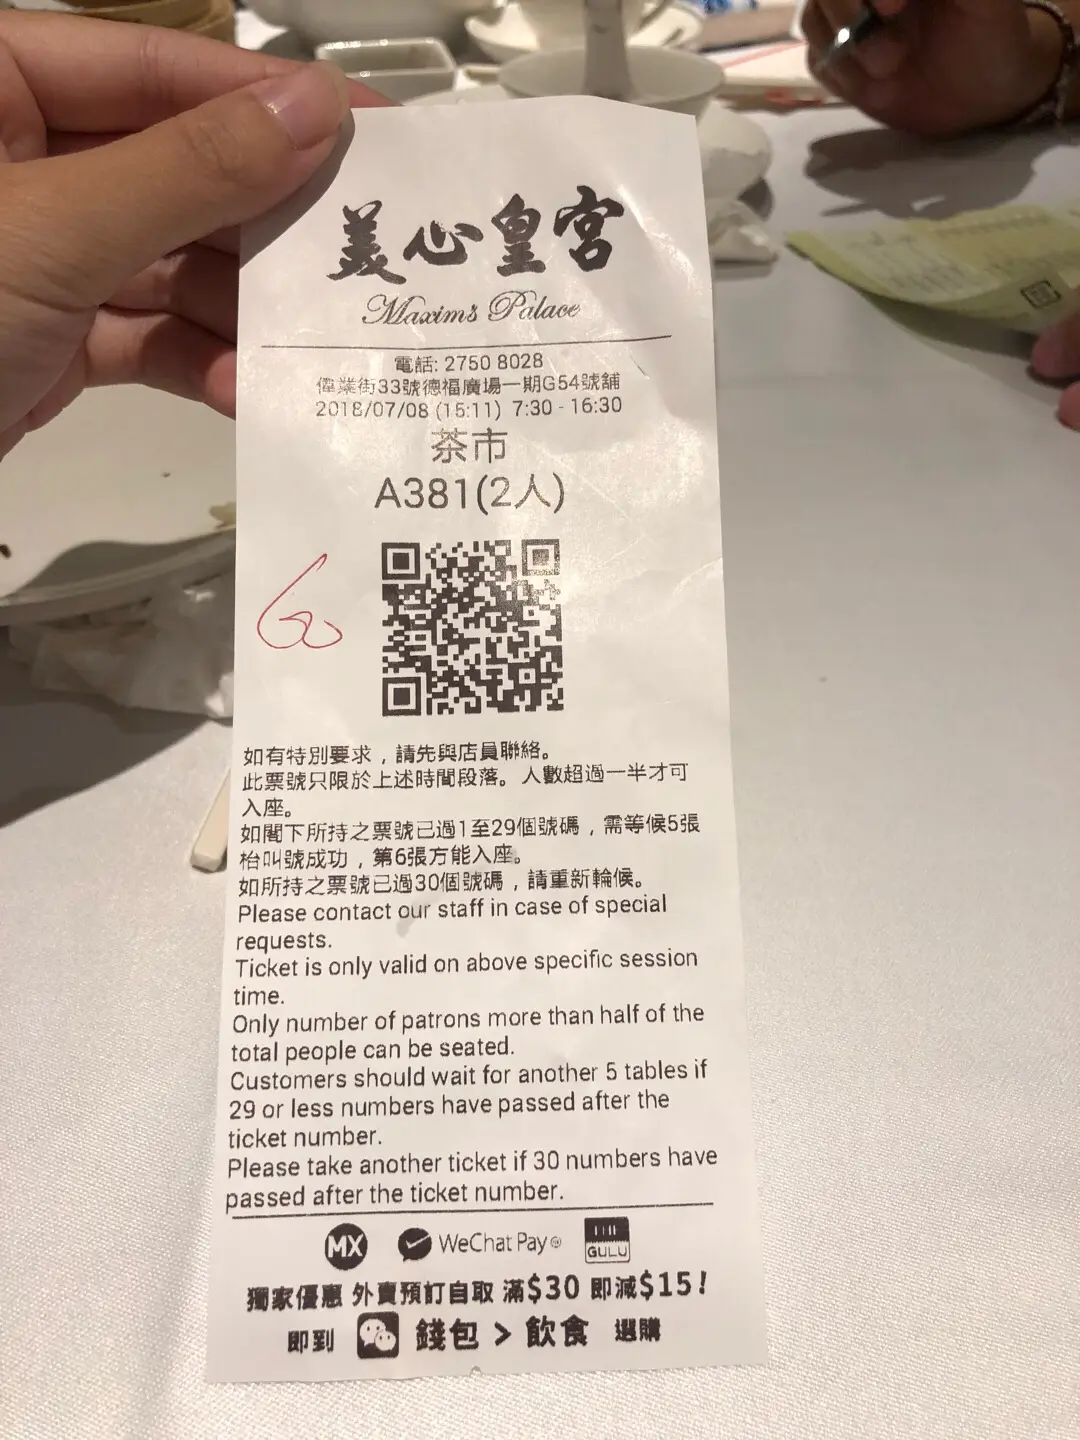 美心皇宮
Maxim's Palace
電話: 2750 8028
偉業街33號德福廣場一期G54號舖
2018/07/08 (15:11) 7:30 - 16:30
茶市
A381(2人)
如有特別要求，請先與店員聯絡。
此票號只限於上述時間段落。人數超過一半才可
入座。
如閣下所持之票號已過1至29個號碼，需等候5張
枱叫號成功，第6張方能入座。
如所持之票號已過30個號碼，請重新輪候。
Please contact our staff in case of special
requests.
Ticket is only valid on above specific session
time.
Only number of patrons more than half of the
total people can be seated.
Customers should wait for another 5 tables if
29 or less numbers have passed after the
ticket number.
Please take another ticket if 30 numbers have
passed after the ticket number.
MX WeChat Pay GULU
獨家優惠 外賣預訂自取 滿$30 即減$15!
即到 錢包 > 飲食 選購